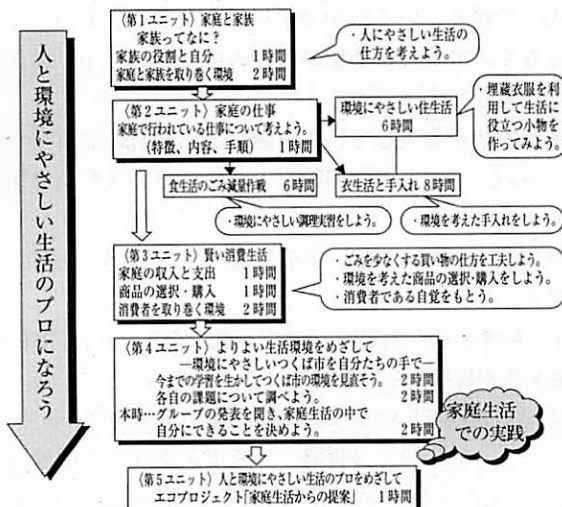 人と環境にやさしい生活のプロになろう
〈第1ユニット〉家庭と家族
家族ってなに？
家族の役割と自分 1時間
家庭と家族を取り巻く環境 2時間
・人にやさしい生活の
仕方を考えよう。
〈第2ユニット〉家庭の仕事
家庭で行われている仕事について考えよう。
(特徴、内容、手順) 1時間
環境にやさしい住生活
6時間
・埋蔵衣服を利
用して生活に
役立つ小物を
作ってみよう。
食生活のごみ減量作戦 6時間
衣生活と手入れ 8時間
・環境にやさしい調理実習をしよう。
・環境を考えた手入れをしよう。
〈第3ユニット〉賢い消費生活
家庭の収入と支出 1時間
商品の選択・購入 1時間
消費者を取り巻く環境 2時間
・ごみを少なくする買い物の仕方を工夫しよう。
・環境を考えた商品の選択・購入をしよう。
・消費者である自覚をもとう。
〈第4ユニット〉よりよい生活環境をめざして
―環境にやさしいつくば市を自分たちの手で―
今までの学習を生かしてつくば市の環境を見直そう。 2時間
各自の課題について調べよう。 2時間
本時…グループの発表を聞き、家庭生活の中で
自分にできることを決めよう。 2時間
家庭生活
での実践
〈第5ユニット〉人と環境にやさしい生活のプロをめざして
エコプロジェクト「家庭生活からの提案」 1時間